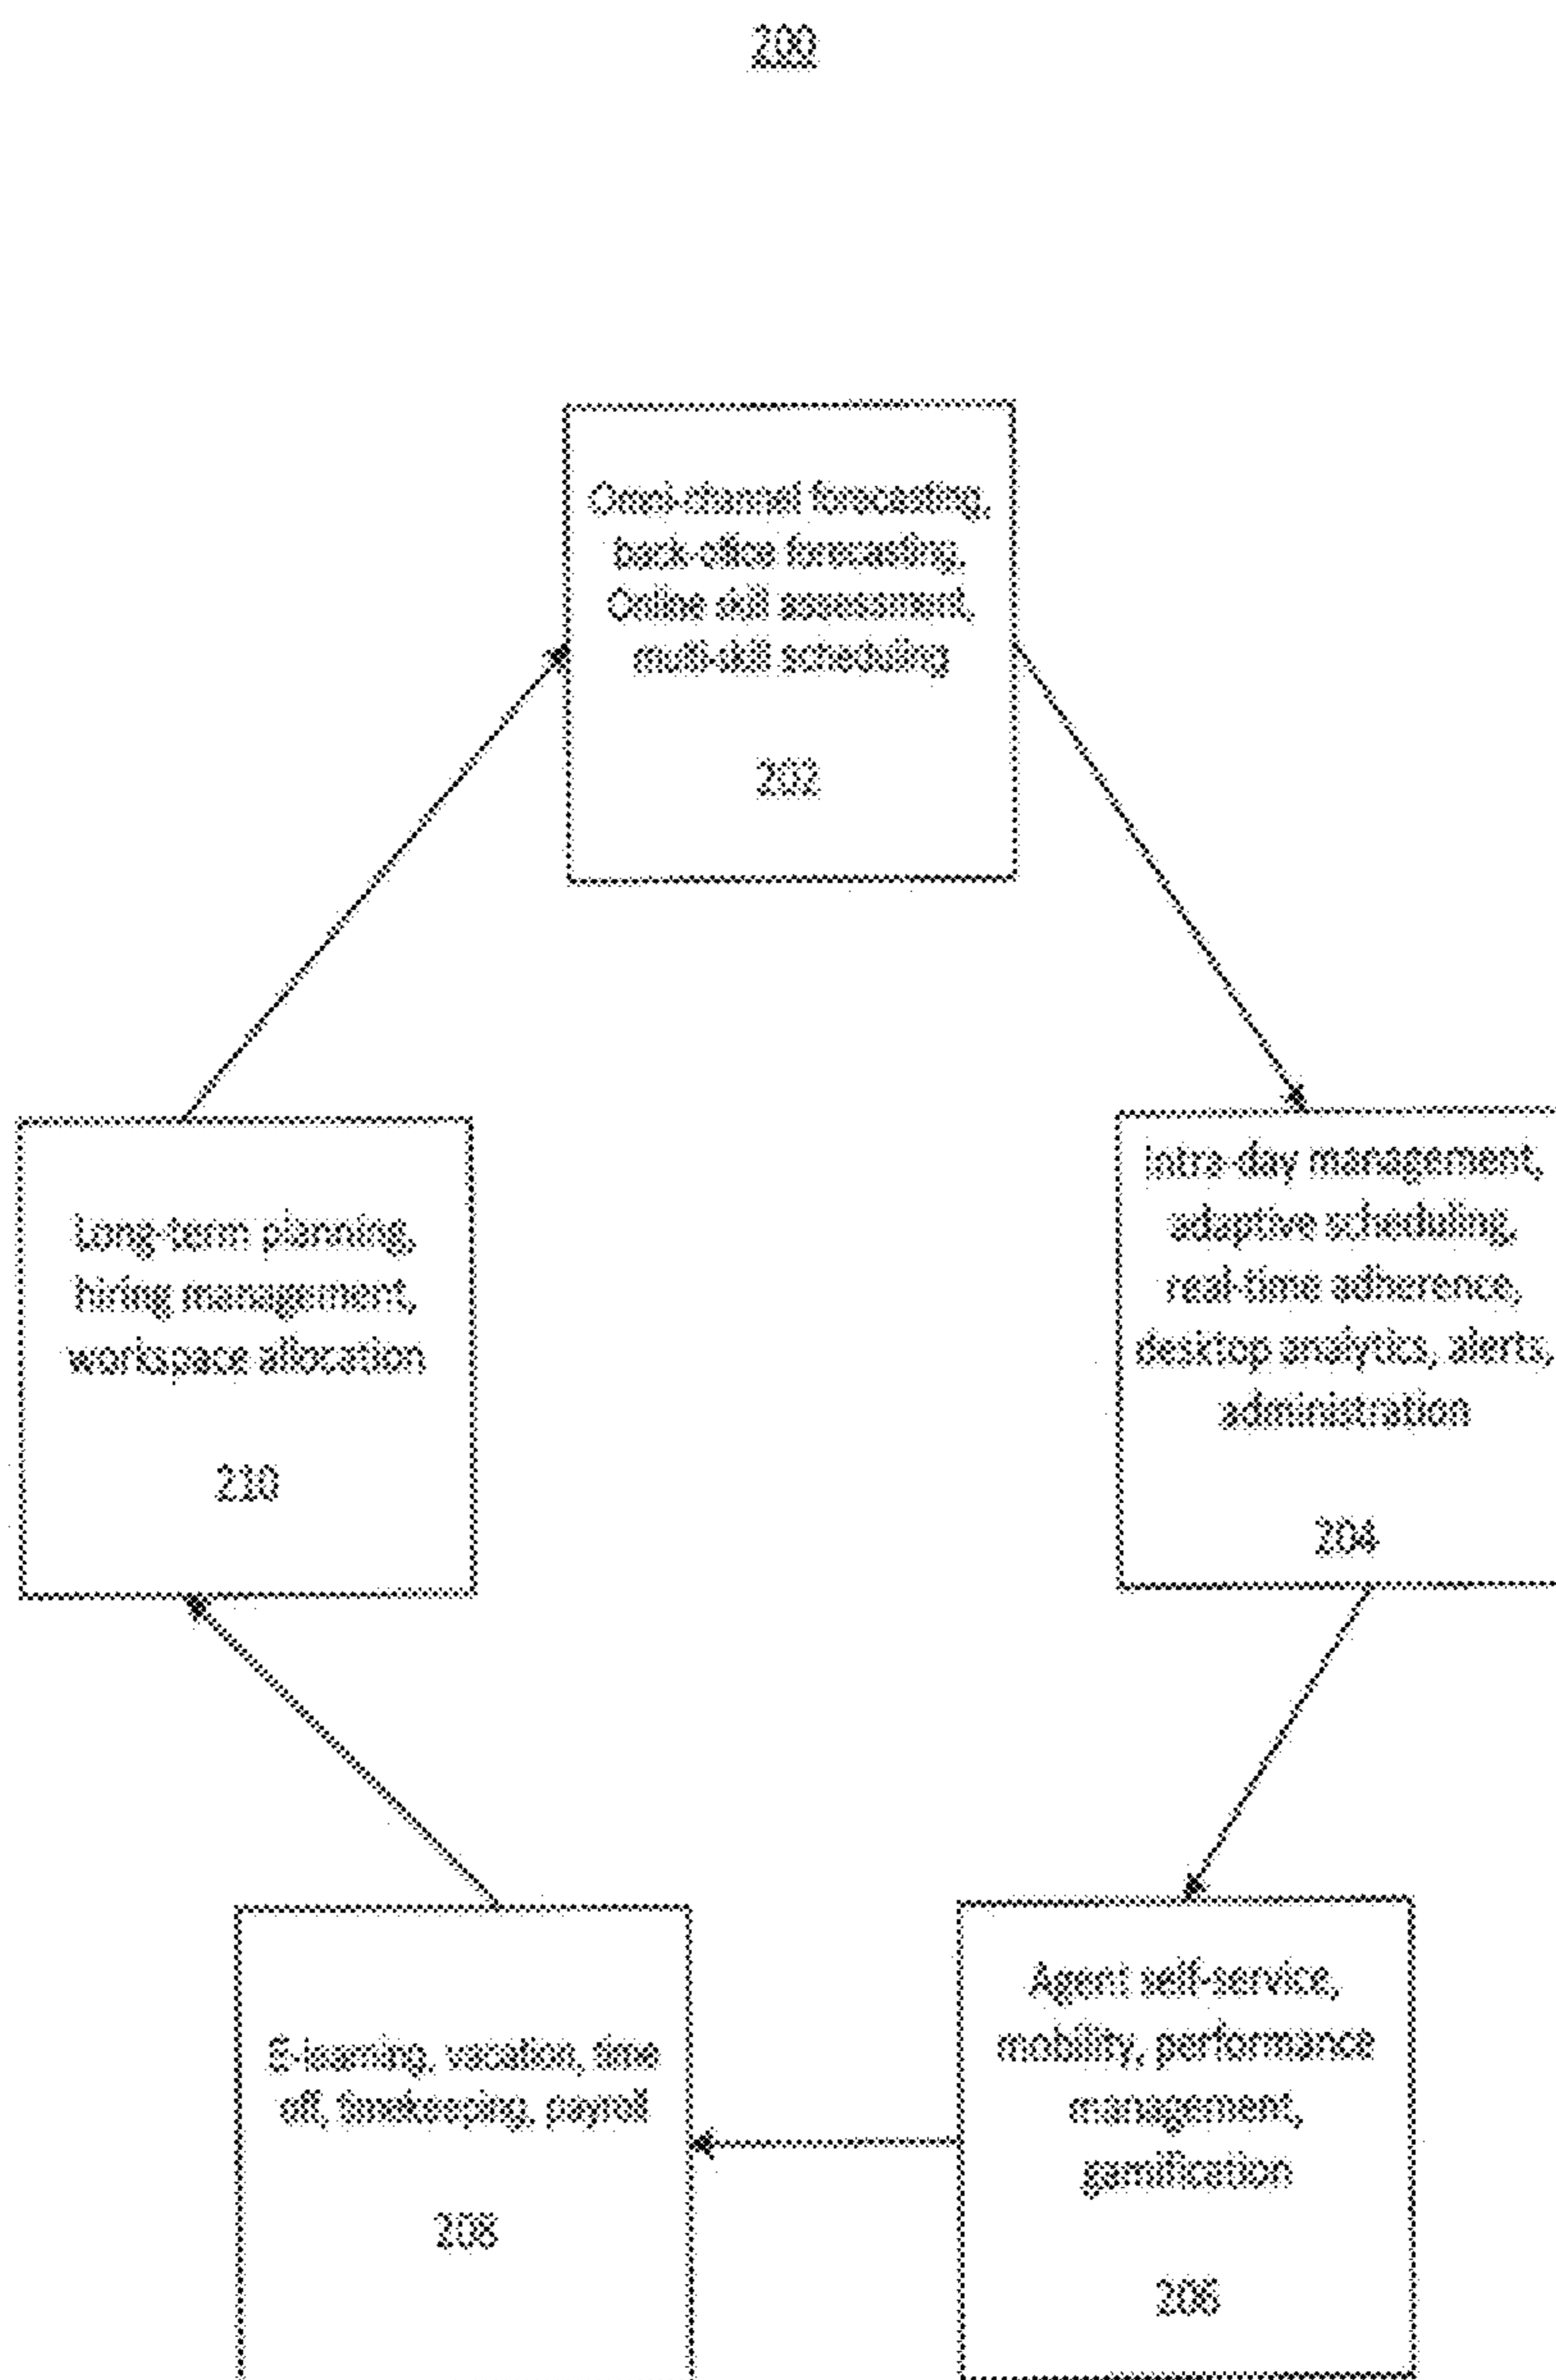 200
Omni-channel forecasting,
back-office forecasting,
Online skill assessment,
multi-skill scheduling
202
Long-term planning,
hiring management,
workspace allocation
210
Intra-day management,
adaptive scheduling,
real-time adherence,
desktop analytics, alerts,
administration
204
E-learning, vacation, time
off, timekeeping, payroll
208
Agent self-service,
mobility, performance
management,
gamification
206